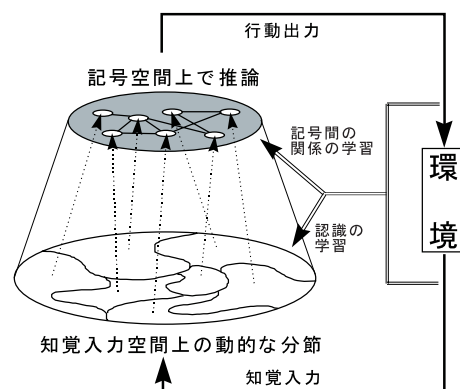 行動出力
記号空間上で推論
記号間の
関係の学習
環境
認識の
学習
知覚入力空間上の動的な分節
知覚入力